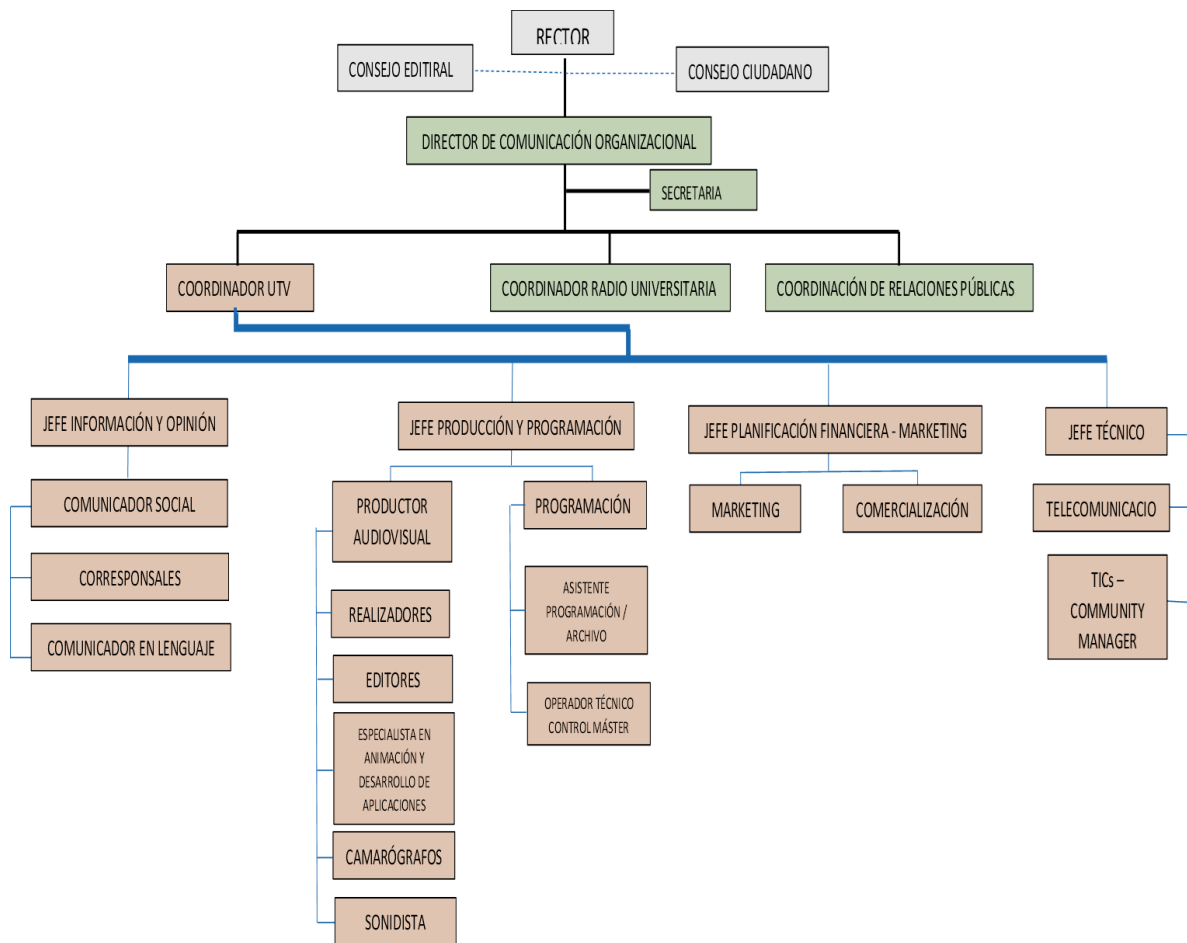 RECTOR
CONSEJO EDITIRAL
CONSEJO CIUDADANO
DIRECTOR DE COMUNICACIÓN ORGANIZACIONAL
SECRETARIA
COORDINADOR UTV
COORDINADOR RADIO UNIVERSITARIA
COORDINACIÓN DE RELACIONES PÚBLICAS
JEFE INFORMACIÓN Y OPINIÓN
JEFE PRODUCCIÓN Y PROGRAMACIÓN
JEFE PLANIFICACIÓN FINANCIERA - MARKETING
JEFE TÉCNICO
COMUNICADOR SOCIAL
CORRESPONSALES
COMUNICADOR EN LENGUAJE
PRODUCTOR
AUDIOVISUAL
REALIZADORES
EDITORES
ESPECIALISTA EN
ANIMACIÓN Y
DESARROLLO DE
APLICACIONES
CAMARÓGRAFOS
SONIDISTA
PROGRAMACIÓN
ASISTENTE
PROGRAMACIÓN /
ARCHIVO
OPERADOR TÉCNICO
CONTROL MÁSTER
MARKETING
COMERCIALIZACIÓN
TELECOMUNICACIO
TICs –
COMMUNITY
MANAGER